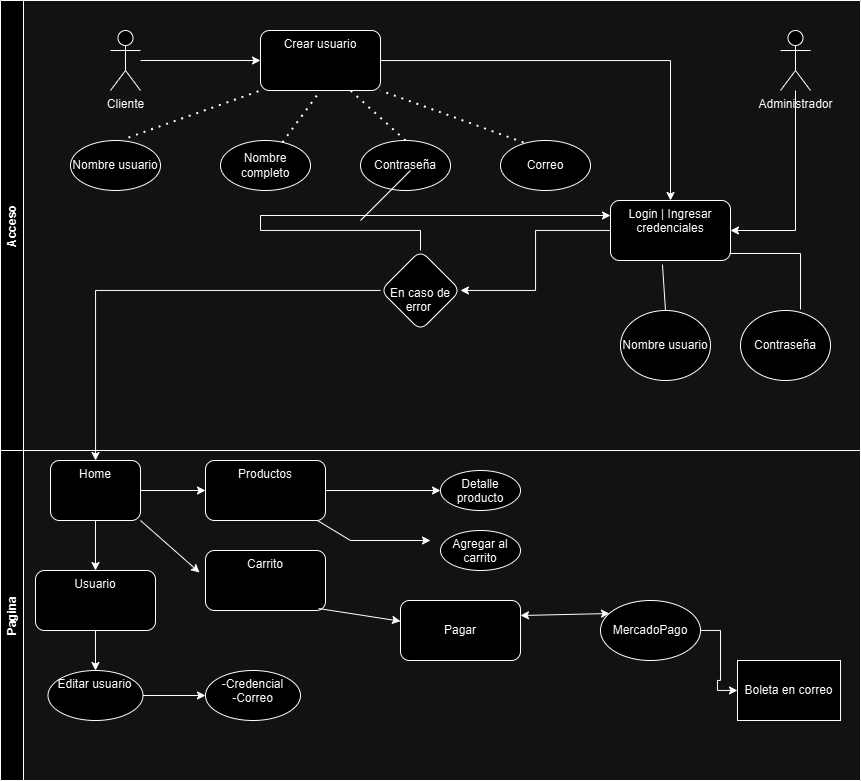 Acceso
Crear usuario
Cliente
Administrador
Nombre usuario
Nombre
completo
Contraseña
Correo
Login | Ingresar
credenciales
En caso de
error
Nombre usuario
Contraseña
Pagina
Home
Productos
Detalle
producto
Agregar al
carrito
Carrito
Usuario
Pagar
MercadoPago
Editar usuario
-Credencial
-Correo
Boleta en correo